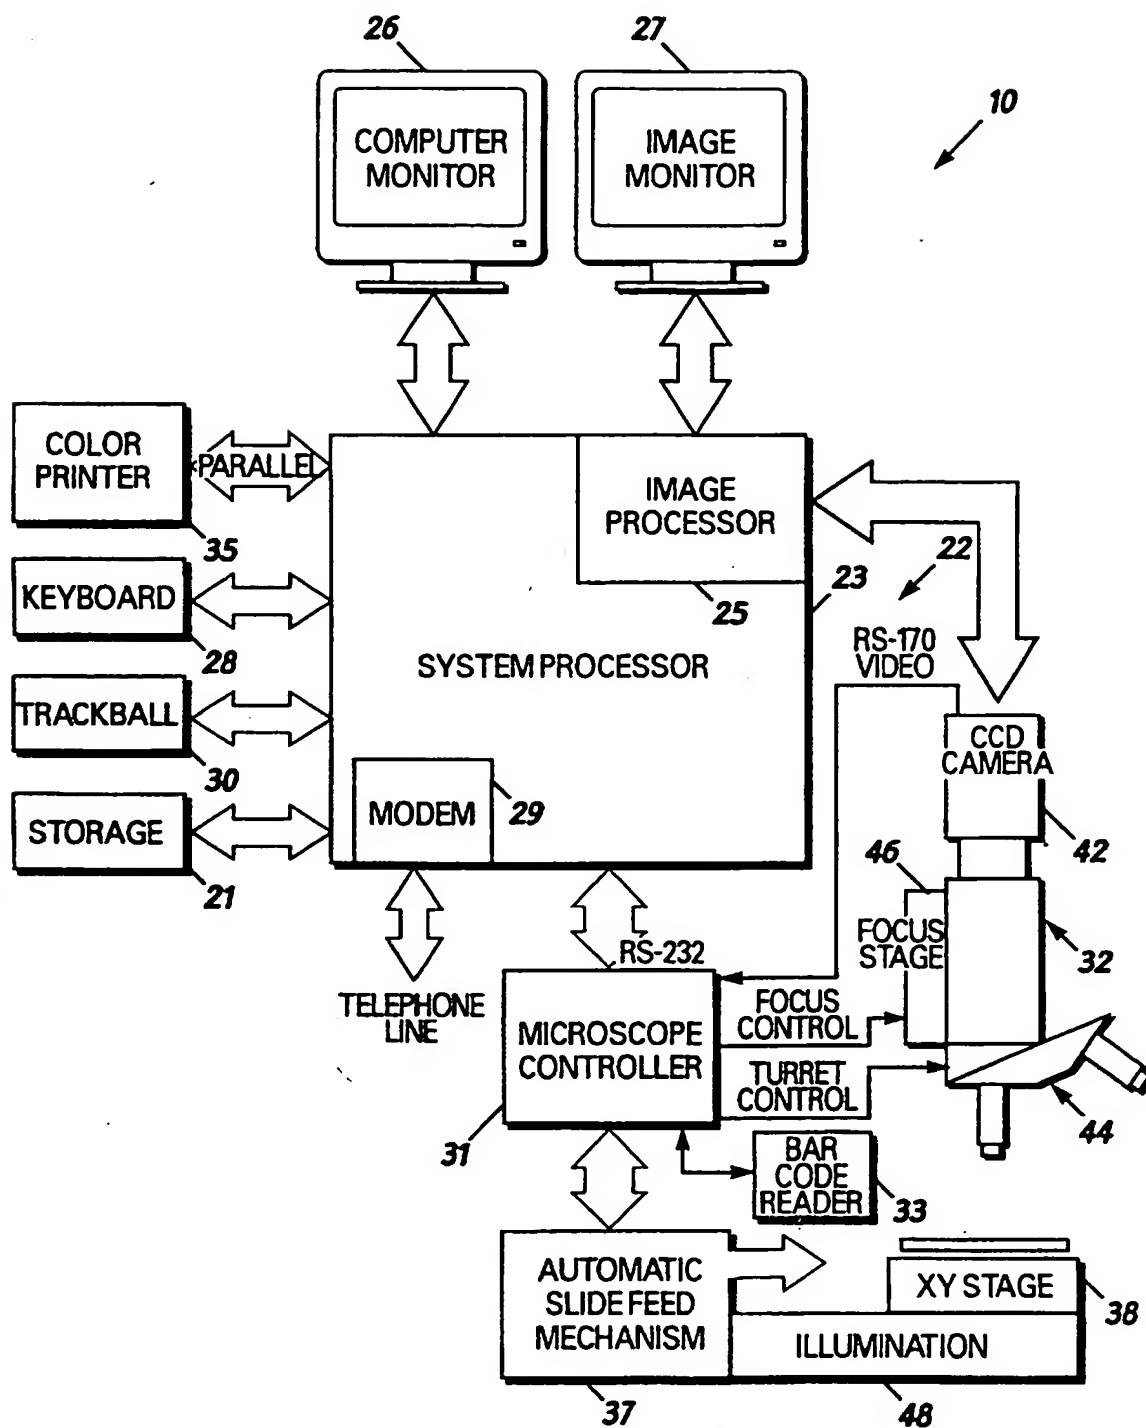 26
27
10
COMPUTER
MONITOR
IMAGE
MONITOR
COLOR
PRINTER
35
PARALLEL
IMAGE
PROCESSOR
25
23
22
KEYBOARD
28
SYSTEM PROCESSOR
RS-170
VIDEO
TRACKBALL
30
CCD
CAMERA
42
STORAGE
21
MODEM
29
46
FOCUS
STAGE
32
TELEPHONE
LINE
RS-232
MICROSCOPE
CONTROLLER
31
FOCUS
CONTROL
TURRET
CONTROL
44
BAR
CODE
READER
33
AUTOMATIC
SLIDE FEED
MECHANISM
37
XY STAGE
38
ILLUMINATION
48